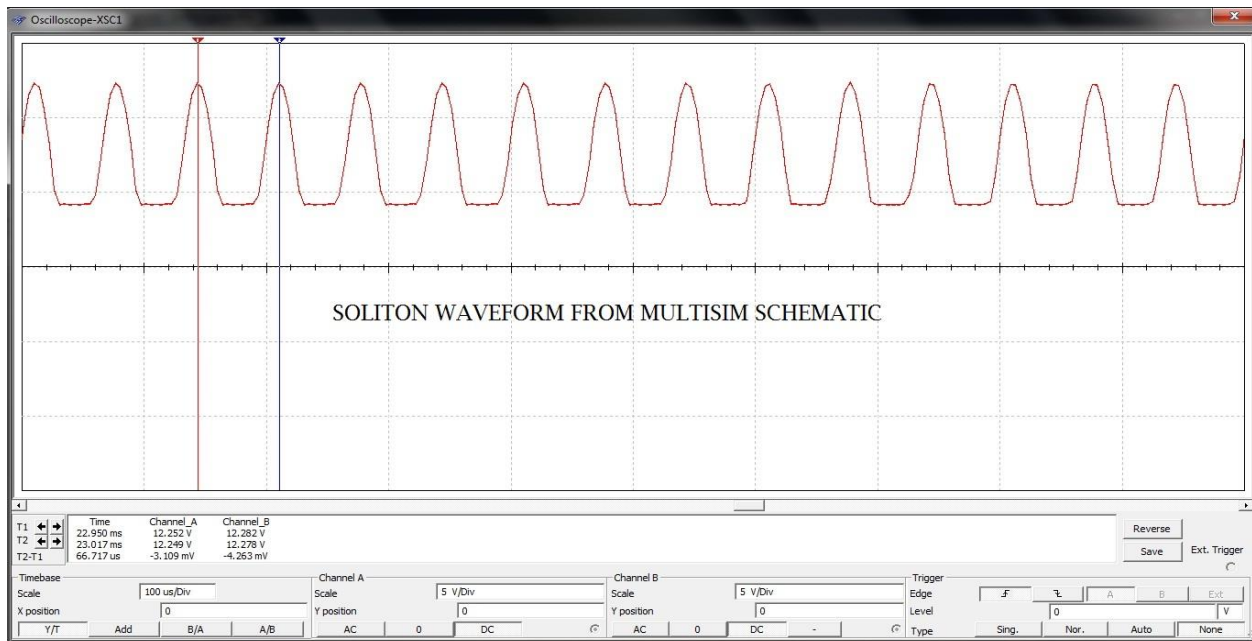 Oscilloscope-XSC1
SOLITON WAVEFORM FROM MULTISIM SCHEMATIC
Time Channel_A Channel_B
T1 22.950 ms 12.252 V 12.282 V
T2 23.017 ms 12.249 V 12.278 V
T2-T1 66.717 us -3.109 mV -4.263 mV
Reverse
Save
Ext. Trigger
Timebase
Scale 100 us/Div
X position 0
Y/T Add B/A A/B
Channel A
Scale 5 V/Div
Y position 0
AC 0 DC
Channel B
Scale 5 V/Div
Y position 0
AC 0 DC -
Trigger
Edge A B Ext
Level 0 V
Type Sing. Nor. Auto None